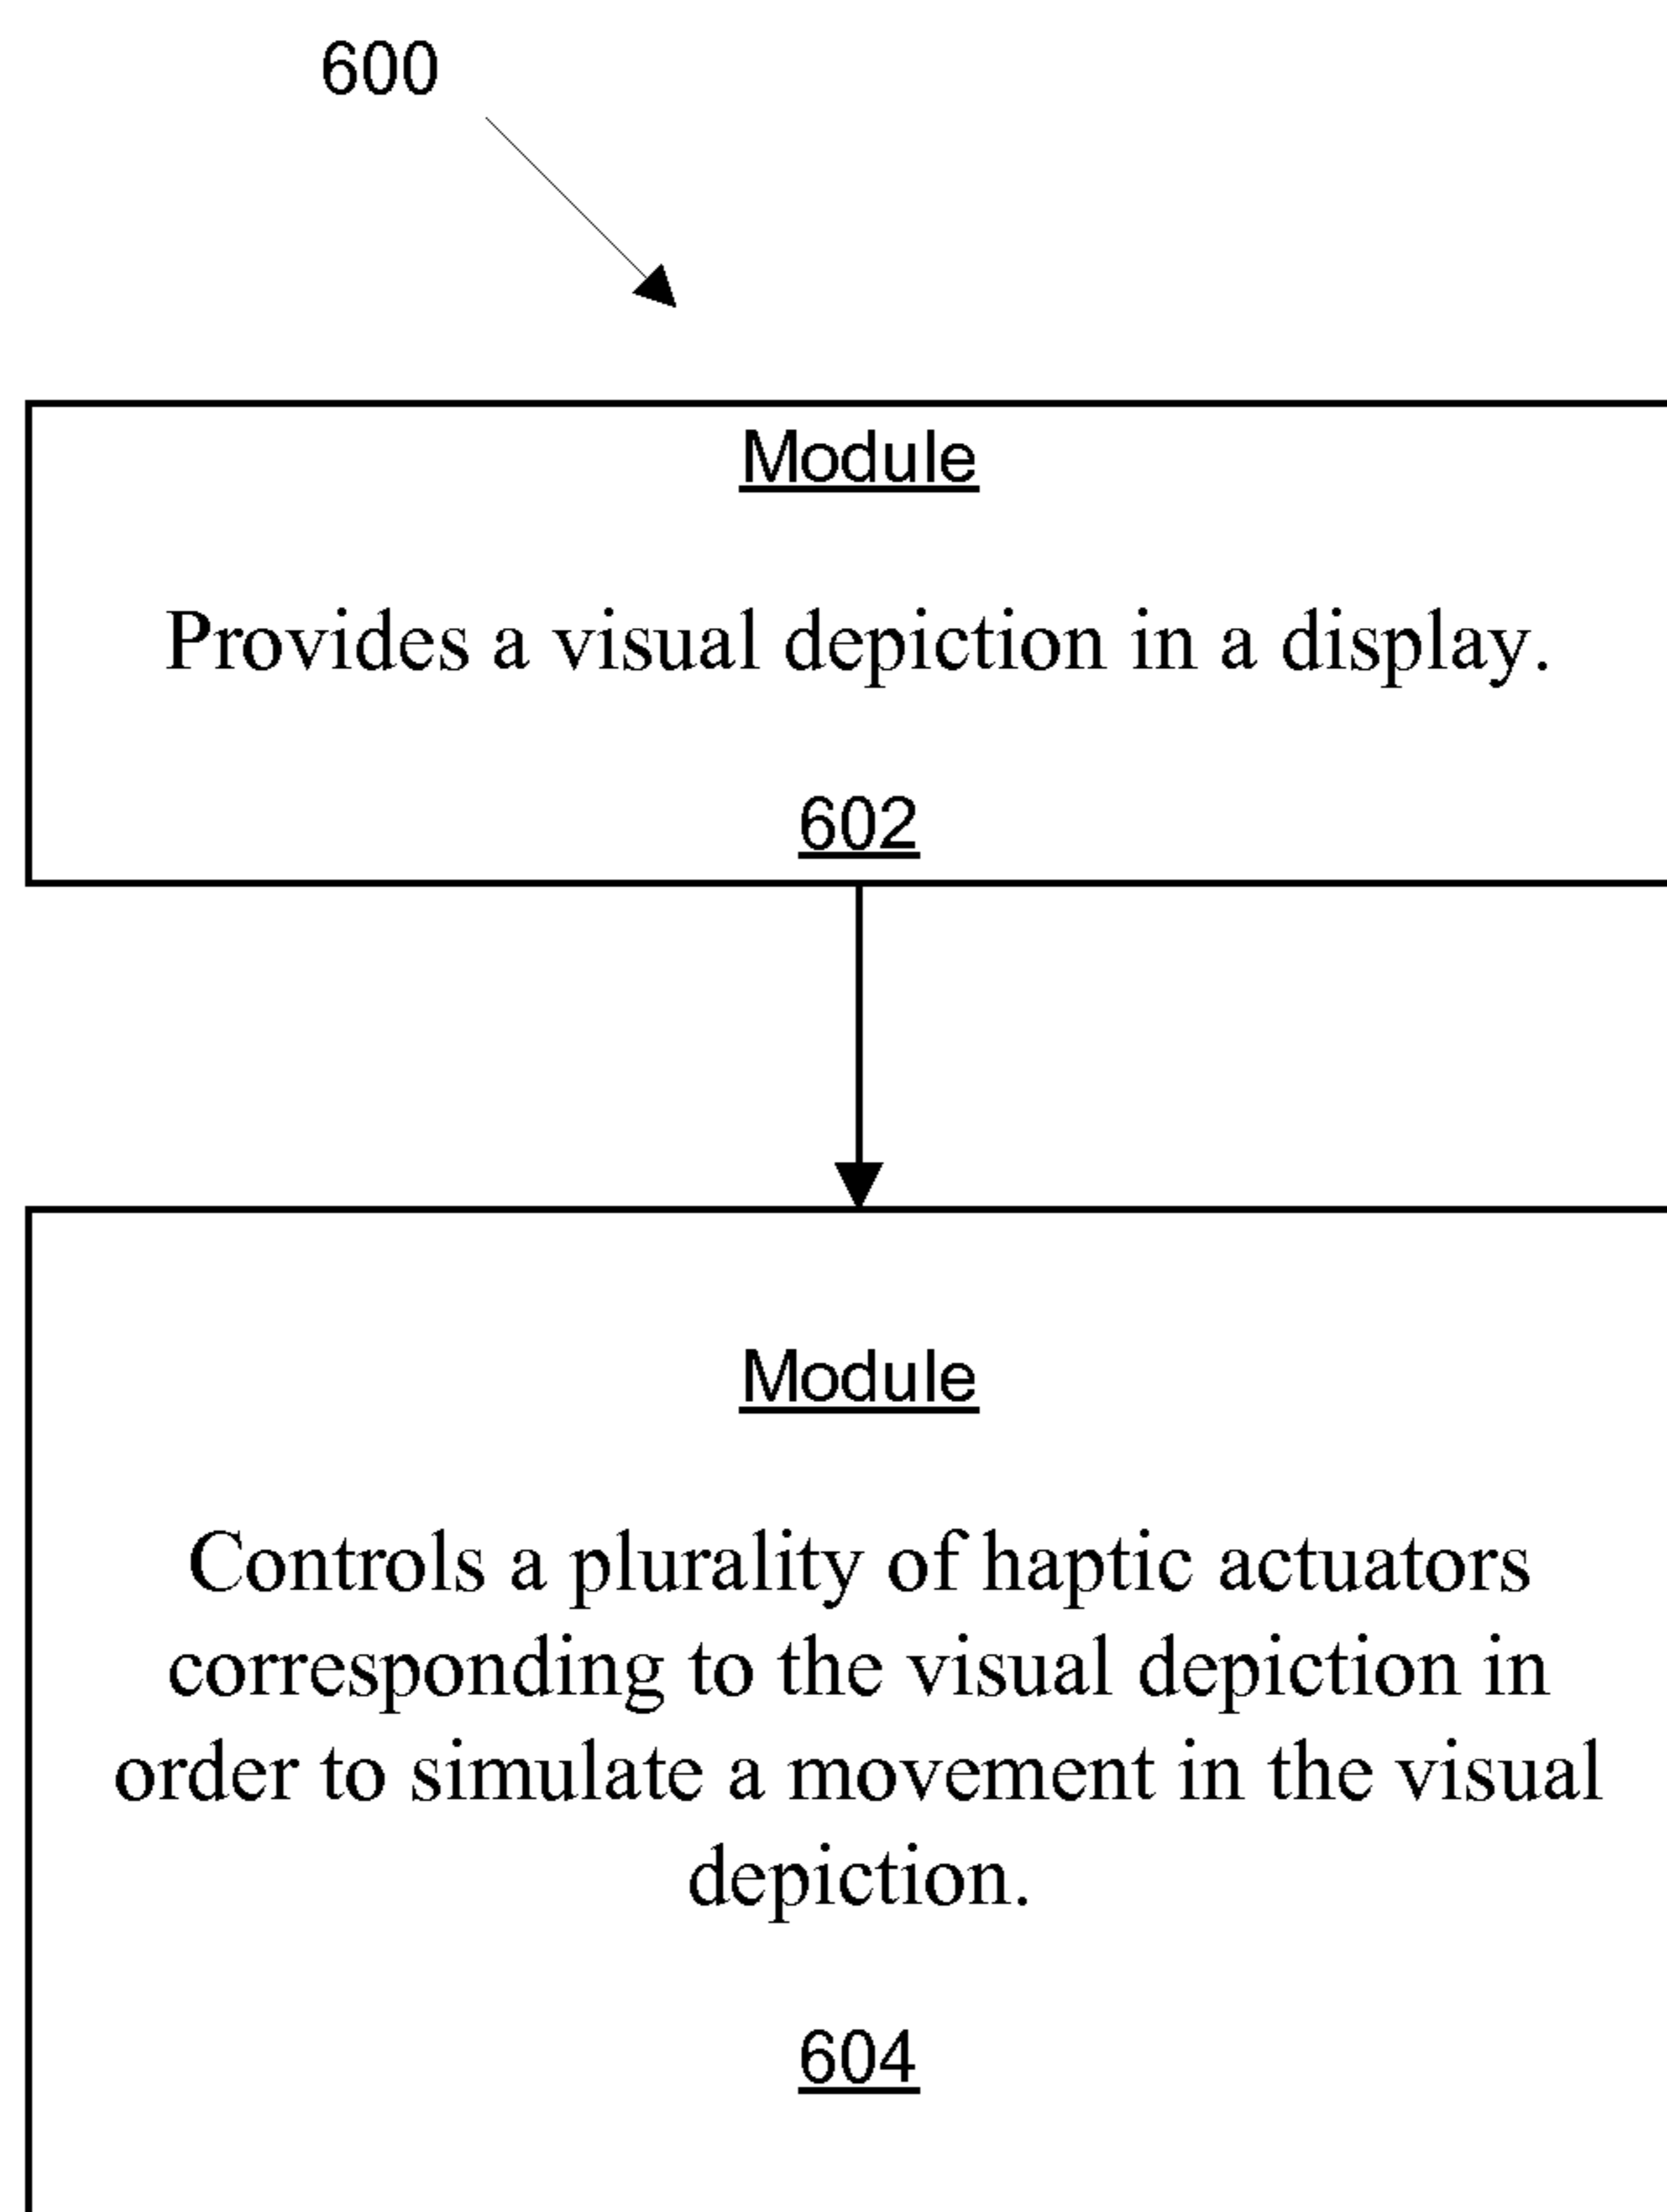 600
Module
Provides a visual depiction in a display.
602
Module
Controls a plurality of haptic actuators
corresponding to the visual depiction in
order to simulate a movement in the visual
depiction.
604